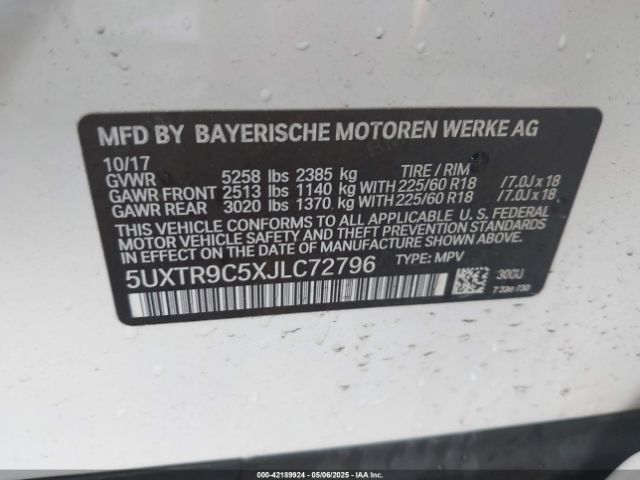 MFD BY BAYERISCHE MOTOREN WERKE AG
10/17
GVWR 5258 lbs 2385 kg TIRE / RIM
GAWR FRONT 2513 lbs 1140 kg WITH 225/60 R18 /7.0J x 18
GAWR REAR 3020 lbs 1370 kg WITH 225/60 R18 /7.0J x 18
THIS VEHICLE CONFORMS TO ALL APPLICABLE U. S. FEDERAL
MOTOR VEHICLE SAFETY AND THEFT PREVENTION STANDARDS
IN EFFECT ON THE DATE OF MANUFACTURE SHOWN ABOVE.
5UXTR9C5XJLC72796 TYPE: MPV
30GU
000-42189924 | 05/06/2025 - IAA Inc.